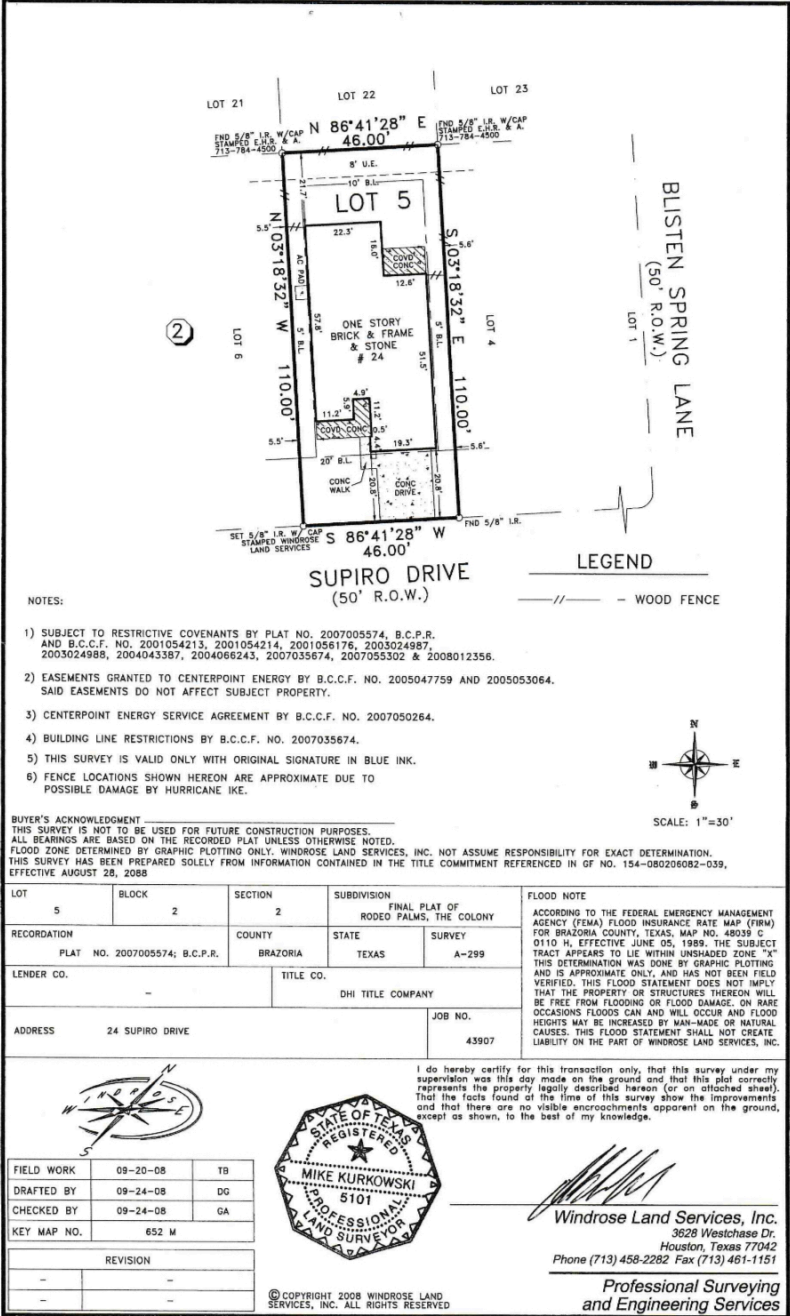 LOT 21
LOT 22
LOT 23
FND 5/8" I.R. W/CAP
STAMPED E.H.R. & A.
713-784-4500
N 86°41'28" E
46.00'
FND 5/8" I.R. W/CAP
STAMPED E.H.R. & A.
713-784-4500
8' U.E.
10' B.L.
21.7'
LOT 5
5.5'
22.3'
16.0'
COVD
CONC
5.6'
12.6'
N 03°18'32" W 110.00'
S 03°18'32" E 110.00'
AC PAD
57.8'
5' B.L.
5' B.L.
51.5'
ONE STORY
BRICK & FRAME
& STONE
# 24
2
LOT 6
LOT 4
LOT 1
BLISTEN SPRING LANE
(50' R.O.W.)
4.9'
5.9'
11.2'
11.2'
COVD CONC
0.5'
4.4'
19.3'
5.5'
5.6'
20' B.L.
CONC
WALK
20.8'
CONC
DRIVE
20.8'
SET 5/8" I.R. W/ CAP
STAMPED WINDROSE
LAND SERVICES
S 86°41'28" W
46.00'
FND 5/8" I.R.
SUPIRO DRIVE
(50' R.O.W.)
LEGEND
—//— – WOOD FENCE
NOTES:
1) SUBJECT TO RESTRICTIVE COVENANTS BY PLAT NO. 2007005574, B.C.P.R.
AND B.C.C.F. NO. 2001054213, 2001054214, 2001056176, 2003024987,
2003024988, 2004043387, 2004066243, 2007035674, 2007055302 & 2008012356.
2) EASEMENTS GRANTED TO CENTERPOINT ENERGY BY B.C.C.F. NO. 2005047759 AND 2005053064.
SAID EASEMENTS DO NOT AFFECT SUBJECT PROPERTY.
3) CENTERPOINT ENERGY SERVICE AGREEMENT BY B.C.C.F. NO. 2007050264.
4) BUILDING LINE RESTRICTIONS BY B.C.C.F. NO. 2007035674.
5) THIS SURVEY IS VALID ONLY WITH ORIGINAL SIGNATURE IN BLUE INK.
6) FENCE LOCATIONS SHOWN HEREON ARE APPROXIMATE DUE TO
POSSIBLE DAMAGE BY HURRICANE IKE.
N
W
E
S
SCALE: 1"=30'
BUYER'S ACKNOWLEDGMENT
THIS SURVEY IS NOT TO BE USED FOR FUTURE CONSTRUCTION PURPOSES.
ALL BEARINGS ARE BASED ON THE RECORDED PLAT UNLESS OTHERWISE NOTED.
FLOOD ZONE DETERMINED BY GRAPHIC PLOTTING ONLY. WINDROSE LAND SERVICES, INC. NOT ASSUME RESPONSIBILITY FOR EXACT DETERMINATION.
THIS SURVEY HAS BEEN PREPARED SOLELY FROM INFORMATION CONTAINED IN THE TITLE COMMITMENT REFERENCED IN GF NO. 154-080206082-039,
EFFECTIVE AUGUST 28, 2088
LOT
5
BLOCK
2
SECTION
2
SUBDIVISION
FINAL PLAT OF
RODEO PALMS, THE COLONY
RECORDATION
PLAT NO. 2007005574; B.C.P.R.
COUNTY
BRAZORIA
STATE
TEXAS
SURVEY
A-299
LENDER CO.
–
TITLE CO.
DHI TITLE COMPANY
ADDRESS 24 SUPIRO DRIVE
JOB NO.
43907
FLOOD NOTE
ACCORDING TO THE FEDERAL EMERGENCY MANAGEMENT
AGENCY (FEMA) FLOOD INSURANCE RATE MAP (FIRM)
FOR BRAZORIA COUNTY, TEXAS, MAP NO. 48039 C
0110 H, EFFECTIVE JUNE 05, 1989. THE SUBJECT
TRACT APPEARS TO LIE WITHIN UNSHADED ZONE "X"
THIS DETERMINATION WAS DONE BY GRAPHIC PLOTTING
AND IS APPROXIMATE ONLY, AND HAS NOT BEEN FIELD
VERIFIED. THIS FLOOD STATEMENT DOES NOT IMPLY
THAT THE PROPERTY OR STRUCTURES THEREON WILL
BE FREE FROM FLOODING OR FLOOD DAMAGE. ON RARE
OCCASIONS FLOODS CAN AND WILL OCCUR AND FLOOD
HEIGHTS MAY BE INCREASED BY MAN-MADE OR NATURAL
CAUSES. THIS FLOOD STATEMENT SHALL NOT CREATE
LIABILITY ON THE PART OF WINDROSE LAND SERVICES, INC.
I do hereby certify for this transaction only, that this survey under my
supervision was this day made on the ground and that this plat correctly
represents the property legally described hereon (or on attached sheet).
That the facts found at the time of this survey show the improvements
and that there are no visible encroachments apparent on the ground,
except as shown, to the best of my knowledge.
N
WINDROSE
W
E
S
STATE OF TEXAS
REGISTERED
MIKE KURKOWSKI
5101
PROFESSIONAL
LAND SURVEYOR
FIELD WORK 09-20-08 TB
DRAFTED BY 09-24-08 DG
CHECKED BY 09-24-08 GA
KEY MAP NO. 652 M
REVISION
– –
– –
© COPYRIGHT 2008 WINDROSE LAND
SERVICES, INC. ALL RIGHTS RESERVED
Windrose Land Services, Inc.
3628 Westchase Dr.
Houston, Texas 77042
Phone (713) 458-2282 Fax (713) 461-1151
Professional Surveying
and Engineering Services